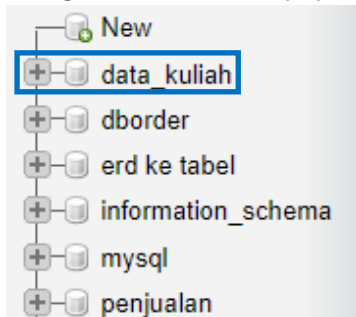 New
data_kuliah
dborder
erd ke tabel
information_schema
mysql
penjualan